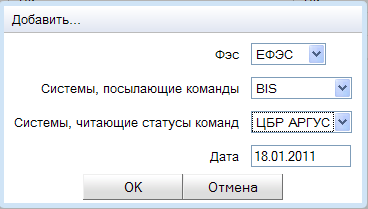 Добавить...
Фэс ЕФЭС
Системы, посылающие команды BIS
Системы, читающие статусы команд ЦБР АРГУС
Дата 18.01.2011
OK Отмена